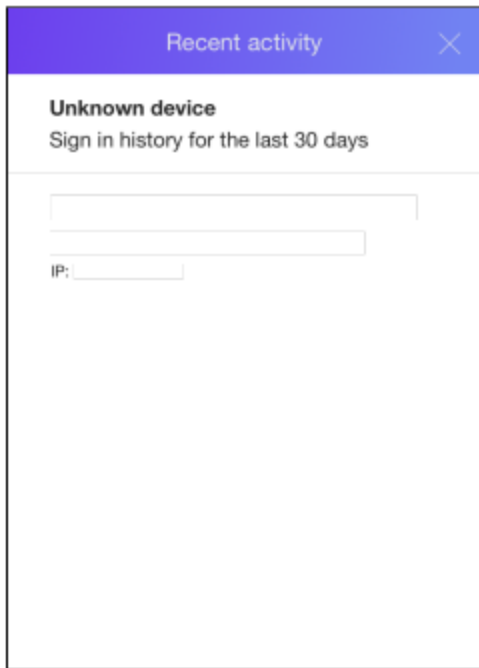 Recent activity
Unknown device
Sign in history for the last 30 days
IP: